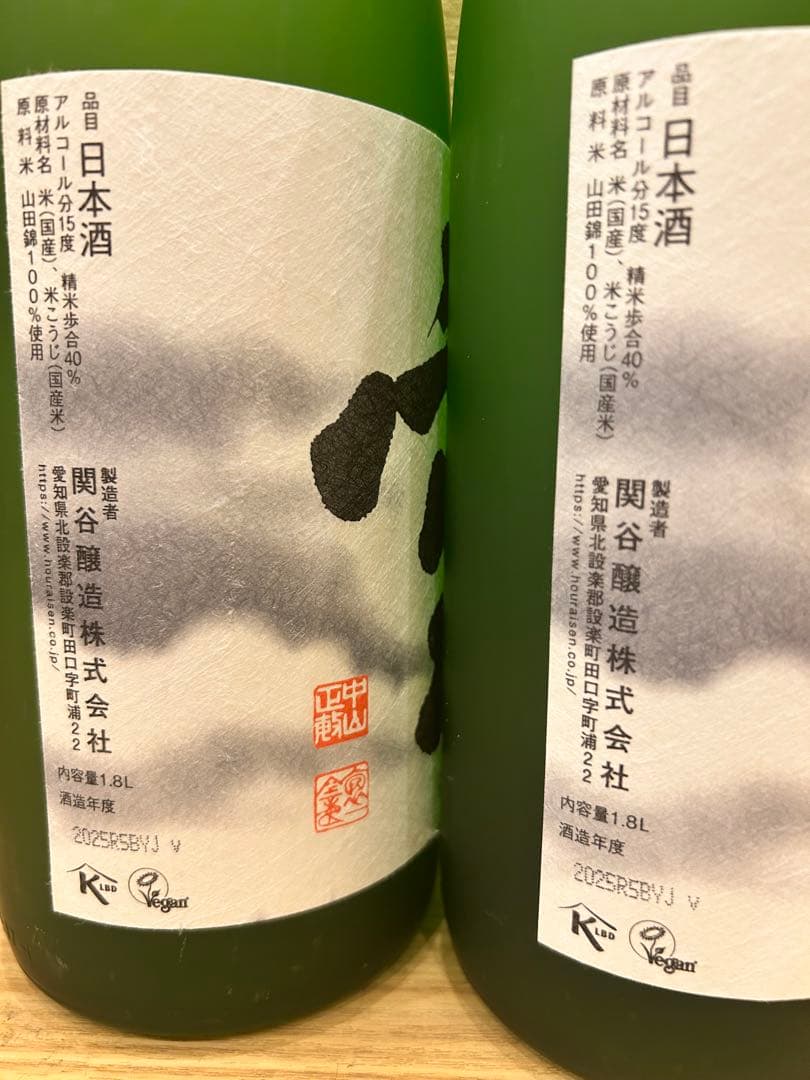 品目 日本酒
アルコール分15度 精米歩合40%
原材料名 米(国産)、米こうじ(国産米)
原料米 山田錦100%使用
製造者
関谷醸造株式会社
愛知県北設楽郡設楽町田口字町浦22
https://www.houraisen.co.jp/
内容量1.8L
酒造年度
2025R5BYJ V
K LBD
Vegan
中山
正敷
品目 日本酒
アルコール分15度 精米歩合40%
原材料名 米(国産)、米こうじ(国産米)
原料米 山田錦100%使用
製造者
関谷醸造株式会社
愛知県北設楽郡設楽町田口字町浦22
https://www.houraisen.co.jp/
内容量1.8L
酒造年度
2025R5BYJ V
K LBD
Vegan